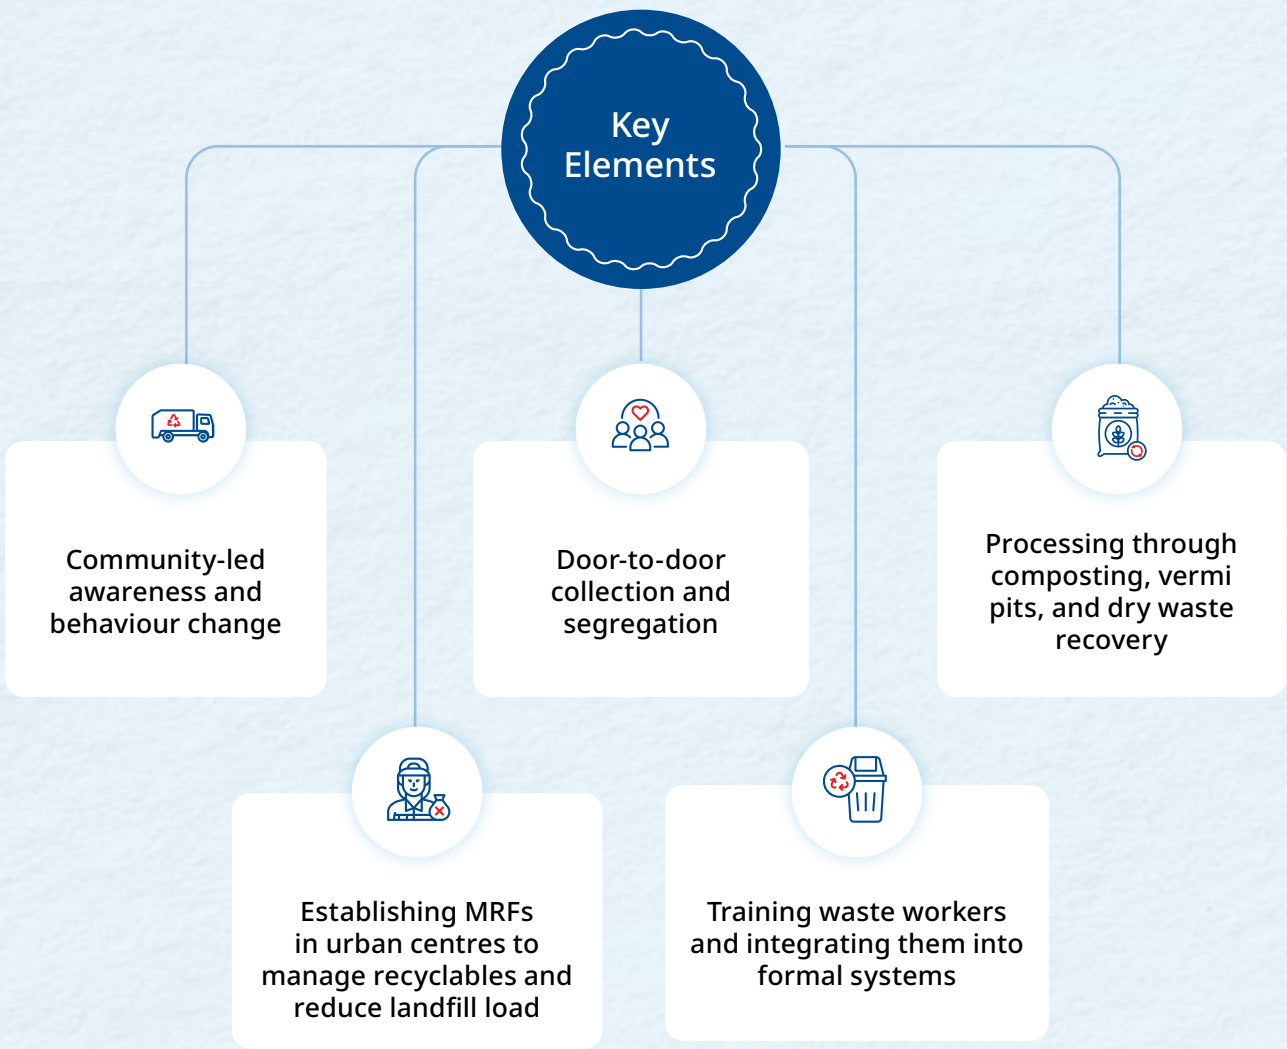 Key
Elements
Community-led
awareness and
behaviour change
Door-to-door
collection and
segregation
Processing through
composting, vermi
pits, and dry waste
recovery
Establishing MRFs
in urban centres to
manage recyclables and
reduce landfill load
Training waste workers
and integrating them into
formal systems